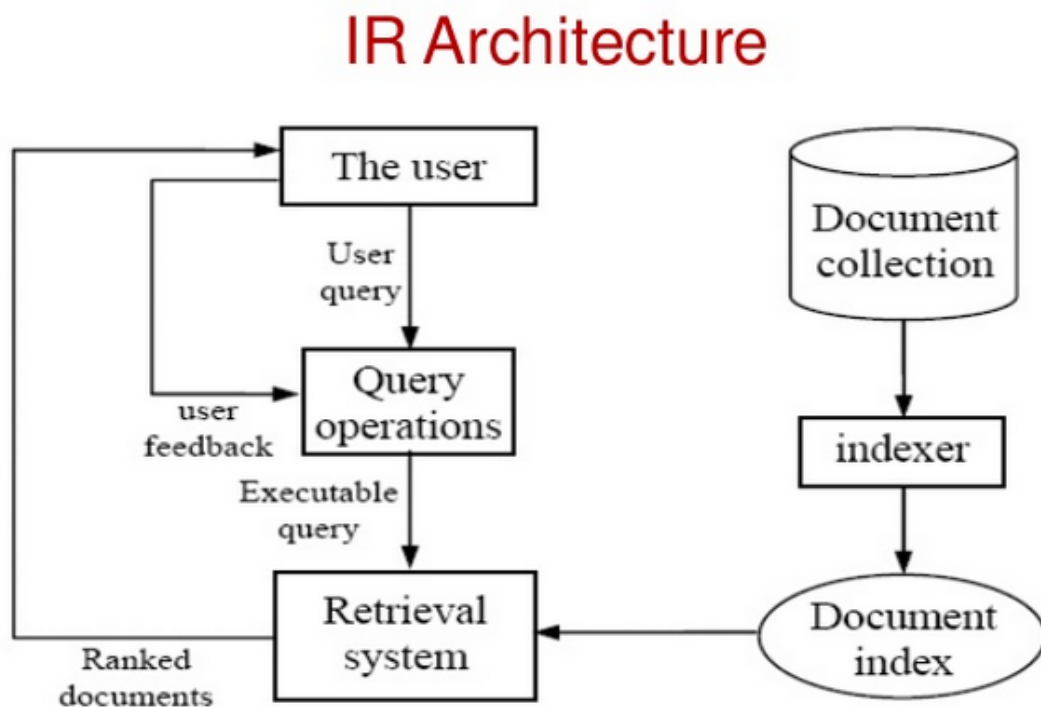 IR Architecture
The user
Document
collection
User
query
Query
operations
user
feedback
indexer
Executable
query
Retrieval
system
Document
index
Ranked
documents